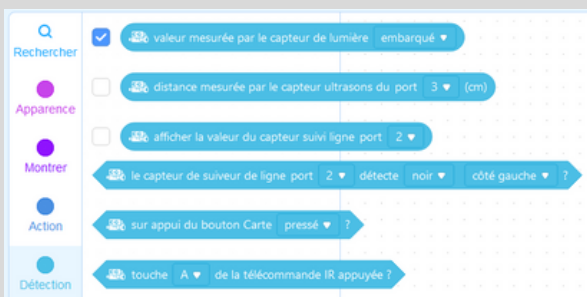 Rechercher
valeur mesurée par le capteur de lumière embarqué
distance mesurée par le capteur ultrasons du port 3 (cm)
Apparence
afficher la valeur du capteur suivi ligne port 2
Montrer
le capteur de suiveur de ligne port 2 détecte noir côté gauche ?
Action
sur appui du bouton Carte pressé ?
Détection
touche A de la télécommande IR appuyée ?